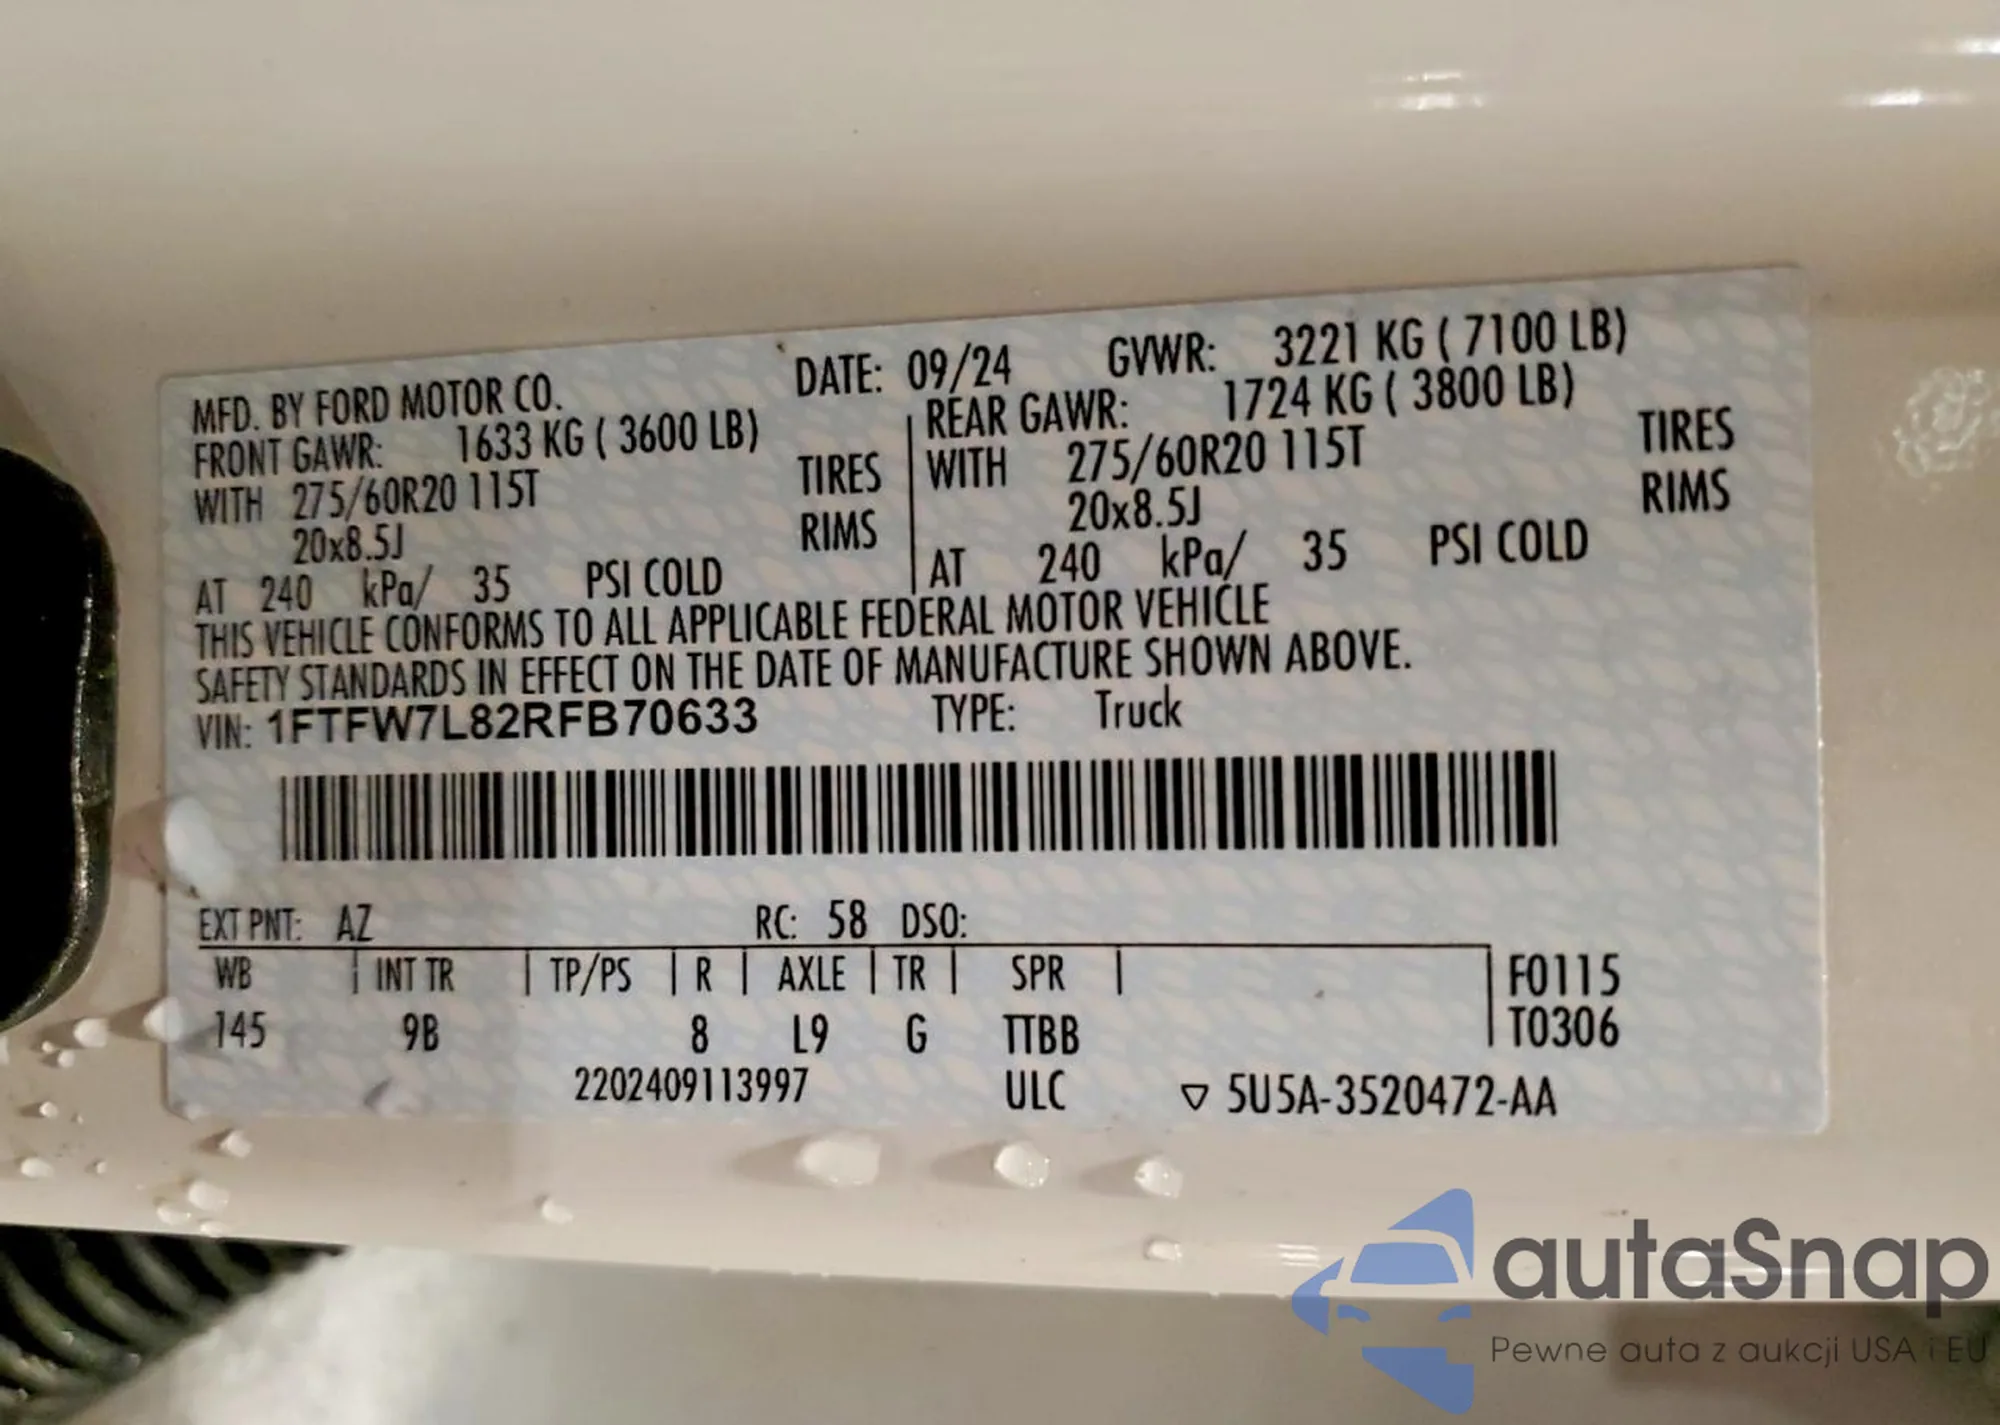 MFD. BY FORD MOTOR CO. DATE: 09/24 GVWR: 3221 KG ( 7100 LB)
FRONT GAWR: 1633 KG ( 3600 LB) REAR GAWR: 1724 KG ( 3800 LB)
WITH 275/60R20 115T TIRES WITH 275/60R20 115T TIRES
20x8.5J RIMS 20x8.5J RIMS
AT 240 kPa/ 35 PSI COLD AT 240 kPa/ 35 PSI COLD
THIS VEHICLE CONFORMS TO ALL APPLICABLE FEDERAL MOTOR VEHICLE
SAFETY STANDARDS IN EFFECT ON THE DATE OF MANUFACTURE SHOWN ABOVE.
VIN: 1FTFW7L82RFB70633 TYPE: Truck
EXT PNT: AZ RC: 58 DSO:
WB INT TR TP/PS R AXLE TR SPR F0115
145 9B 8 L9 G TTBB T0306
2202409113997 ULC ▽ 5U5A-3520472-AA
autaSnap
Pewne auta z aukcji USA i EU